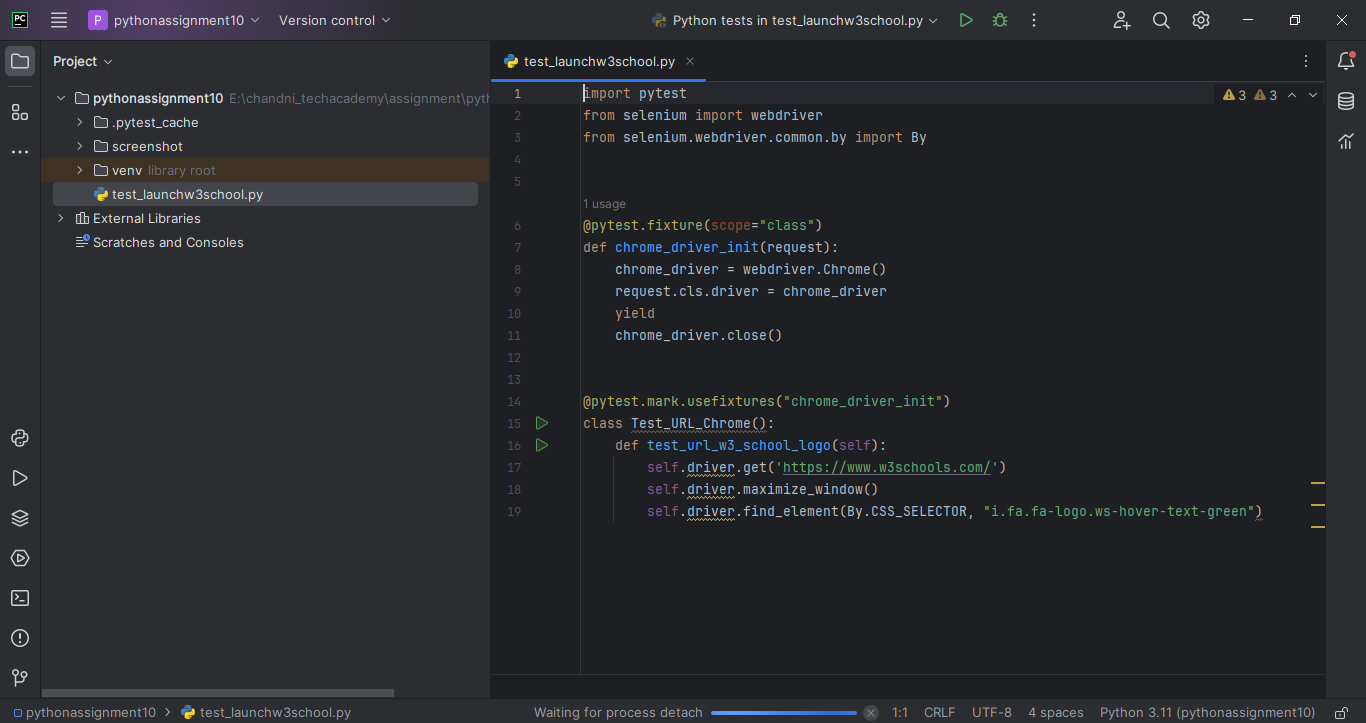 PC P pythonassignment10 Version control Python tests in test_launchw3school.py
Project
test_launchw3school.py
pythonassignment10 E:\chandni_techacademy\assignment\pyth
.pytest_cache
screenshot
venv library root
test_launchw3school.py
External Libraries
Scratches and Consoles
3 3
1 import pytest
2 from selenium import webdriver
3 from selenium.webdriver.common.by import By
4
5
1 usage
6 @pytest.fixture(scope="class")
7 def chrome_driver_init(request):
8     chrome_driver = webdriver.Chrome()
9     request.cls.driver = chrome_driver
10     yield
11     chrome_driver.close()
12
13
14 @pytest.mark.usefixtures("chrome_driver_init")
15 class Test_URL_Chrome():
16     def test_url_w3_school_logo(self):
17         self.driver.get('https://www.w3schools.com/')
18         self.driver.maximize_window()
19         self.driver.find_element(By.CSS_SELECTOR, "i.fa.fa-logo.ws-hover-text-green")
pythonassignment10 > test_launchw3school.py Waiting for process detach 1:1 CRLF UTF-8 4 spaces Python 3.11 (pythonassignment10)